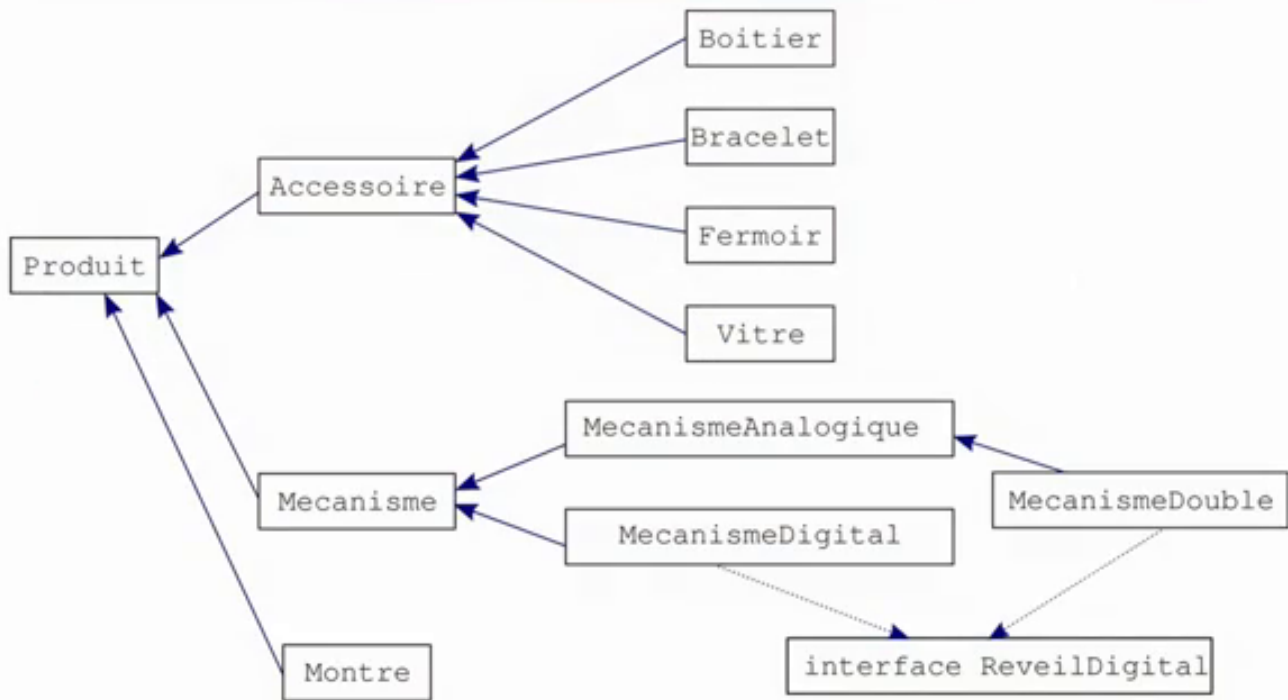 Boitier
Bracelet
Accessoire
Fermoir
Produit
Vitre
MecanismeAnalogique
Mecanisme
MecanismeDouble
MecanismeDigital
Montre
interface ReveilDigital